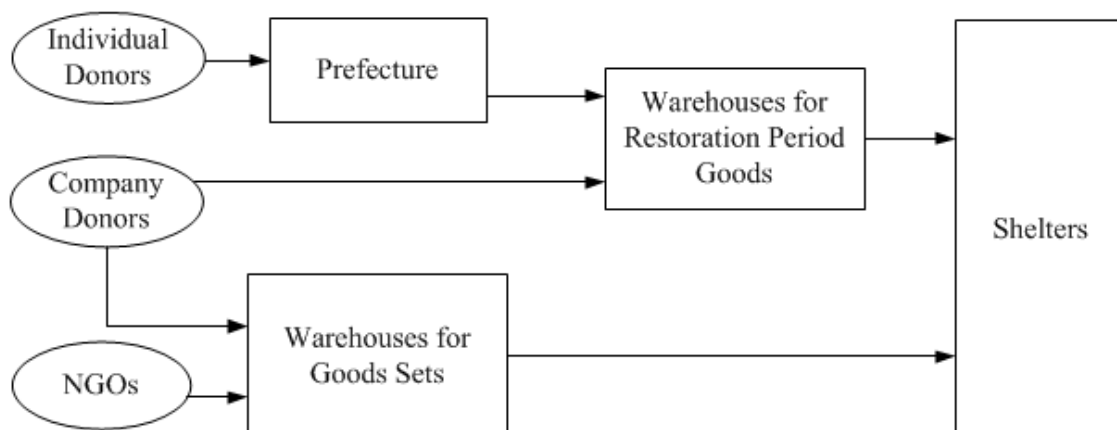 Individual
Donors
Prefecture
Warehouses for
Restoration Period
Goods
Company
Donors
Shelters
Warehouses for
Goods Sets
NGOs